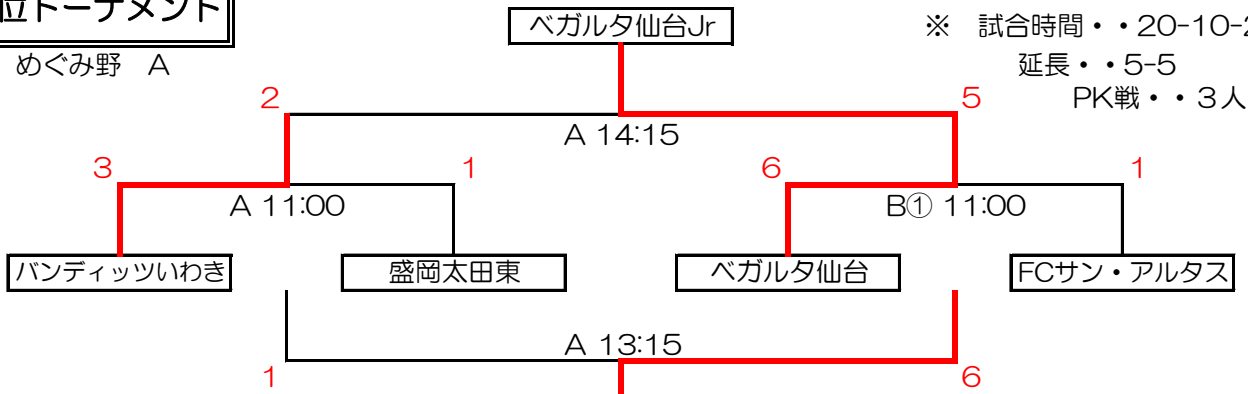 位トーナメント
ベガルタ仙台Jr
※ 試合時間・・20-10-2
めぐみ野 A
延長・・5-5
PK戦・・3人
2
5
A 14:15
3
1
6
1
A 11:00
B① 11:00
バンディッツいわき
盛岡太田東
ベガルタ仙台
FCサン・アルタス
A 13:15
1
6